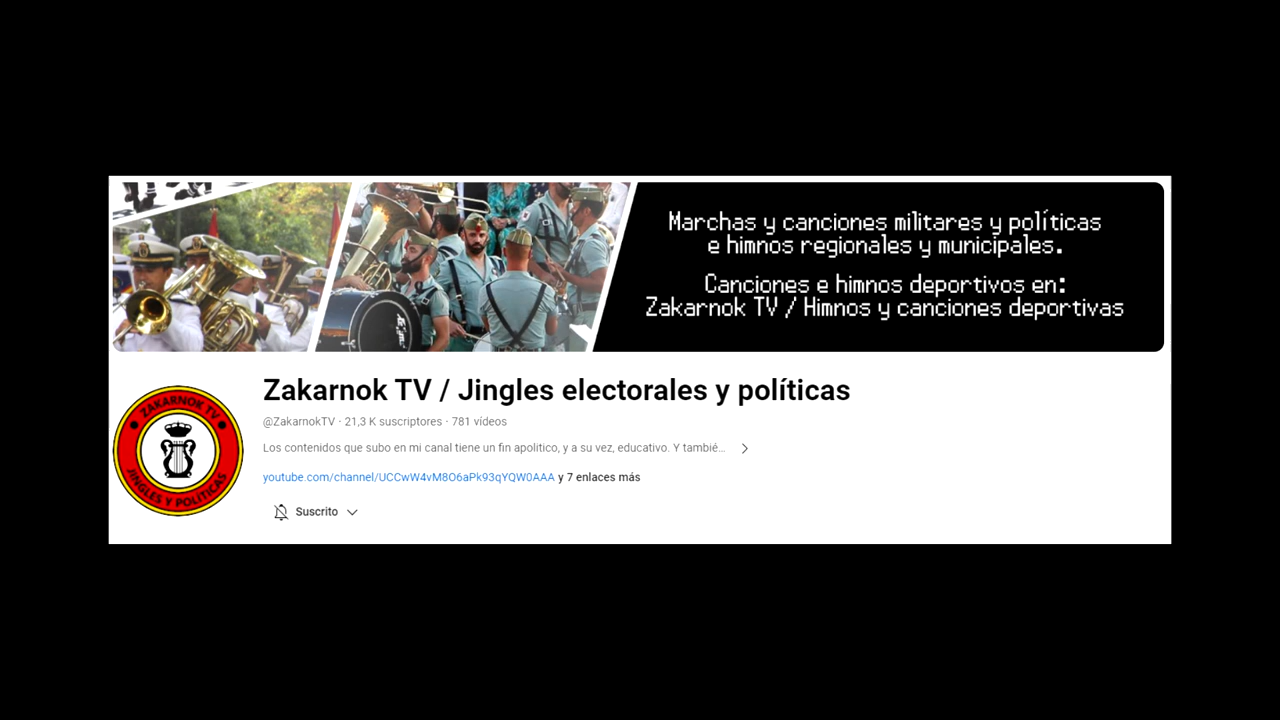 Marchas y canciones militares y políticas
e himnos regionales y municipales.
Canciones e himnos deportivos en:
Zakarnok TV / Himnos y canciones deportivas
ZAKARNOK TV
JINGLES Y POLÍTICAS
Zakarnok TV / Jingles electorales y políticas
@ZakarnokTV · 21,3 K suscriptores · 781 vídeos
Los contenidos que subo en mi canal tiene un fin apolitico, y a su vez, educativo. Y tambié...
youtube.com/channel/UCCwW4vM8O6aPk93qYQW0AAA y 7 enlaces más
Suscrito